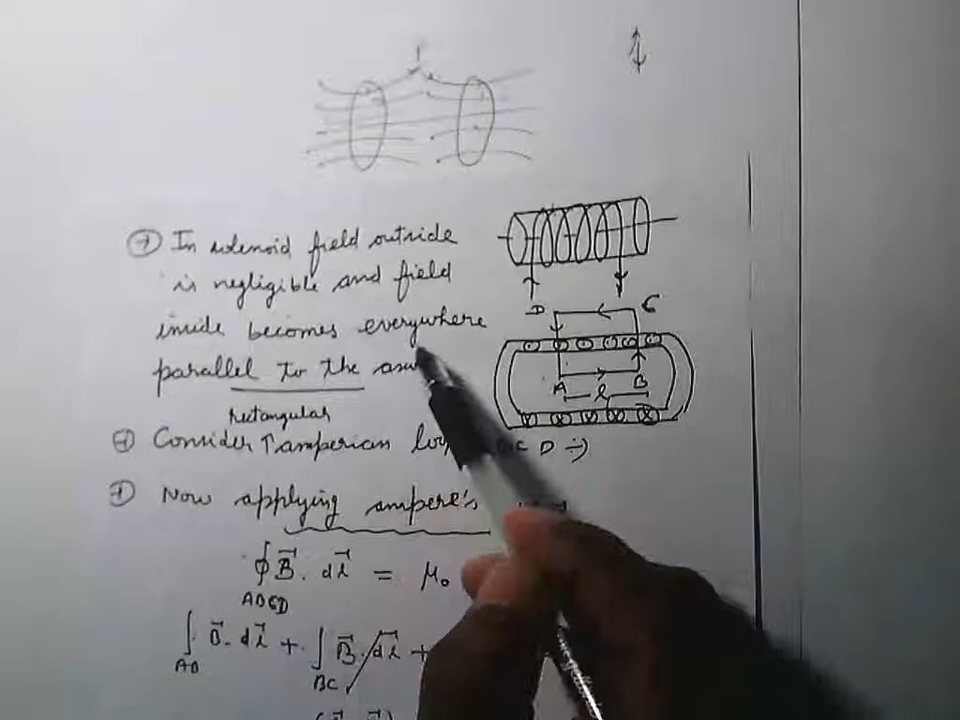 → In solenoid field outside
is negligible and field
inside becomes everywhere
parallel to the
rectangular
→ Consider amperian D :-)
→ Now applying ampere's
∮ B⃗ . dl⃗ = μ₀
ABCD
∫ B⃗ . dl⃗ + ∫ B⃗ . dl⃗ +
AB BC
D C
A B
l